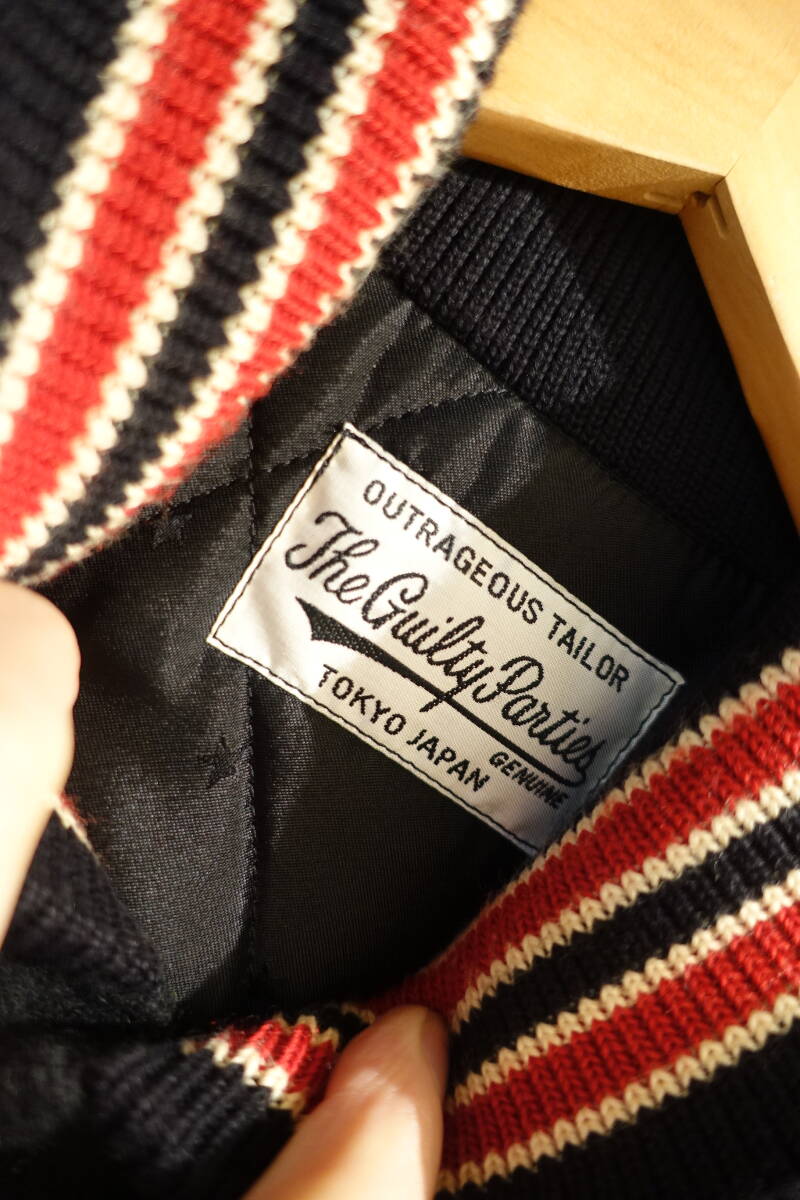 OUTRAGEOUS TAILOR
The Guilty Parties
TOKYO JAPAN
GENUINE